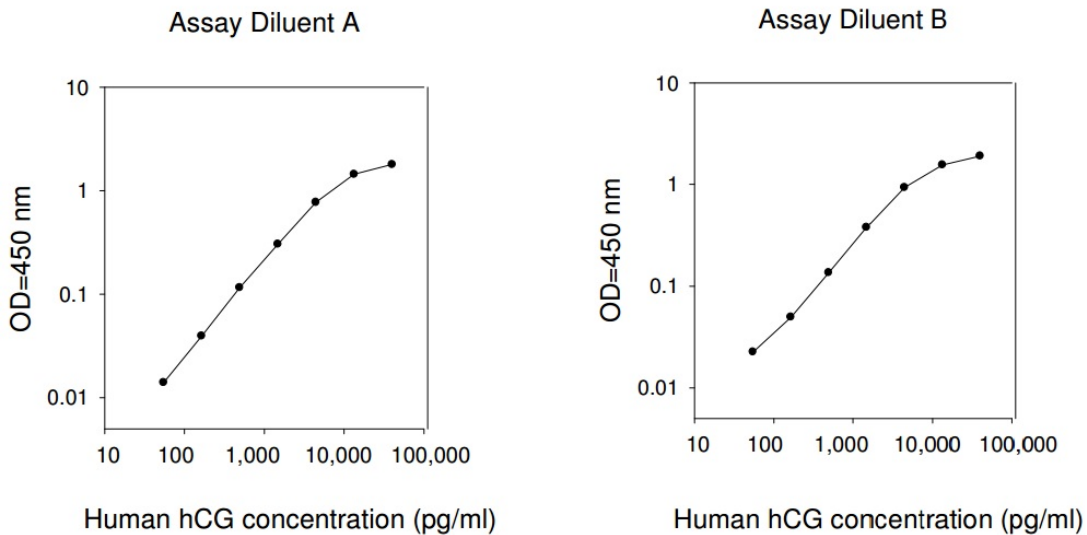 Assay Diluent A
10
1
0.1
0.01
OD=450 nm
10 100 1,000 10,000 100,000
Human hCG concentration (pg/ml)
Assay Diluent B
10
1
0.1
0.01
OD=450 nm
10 100 1,000 10,000 100,000
Human hCG concentration (pg/ml)